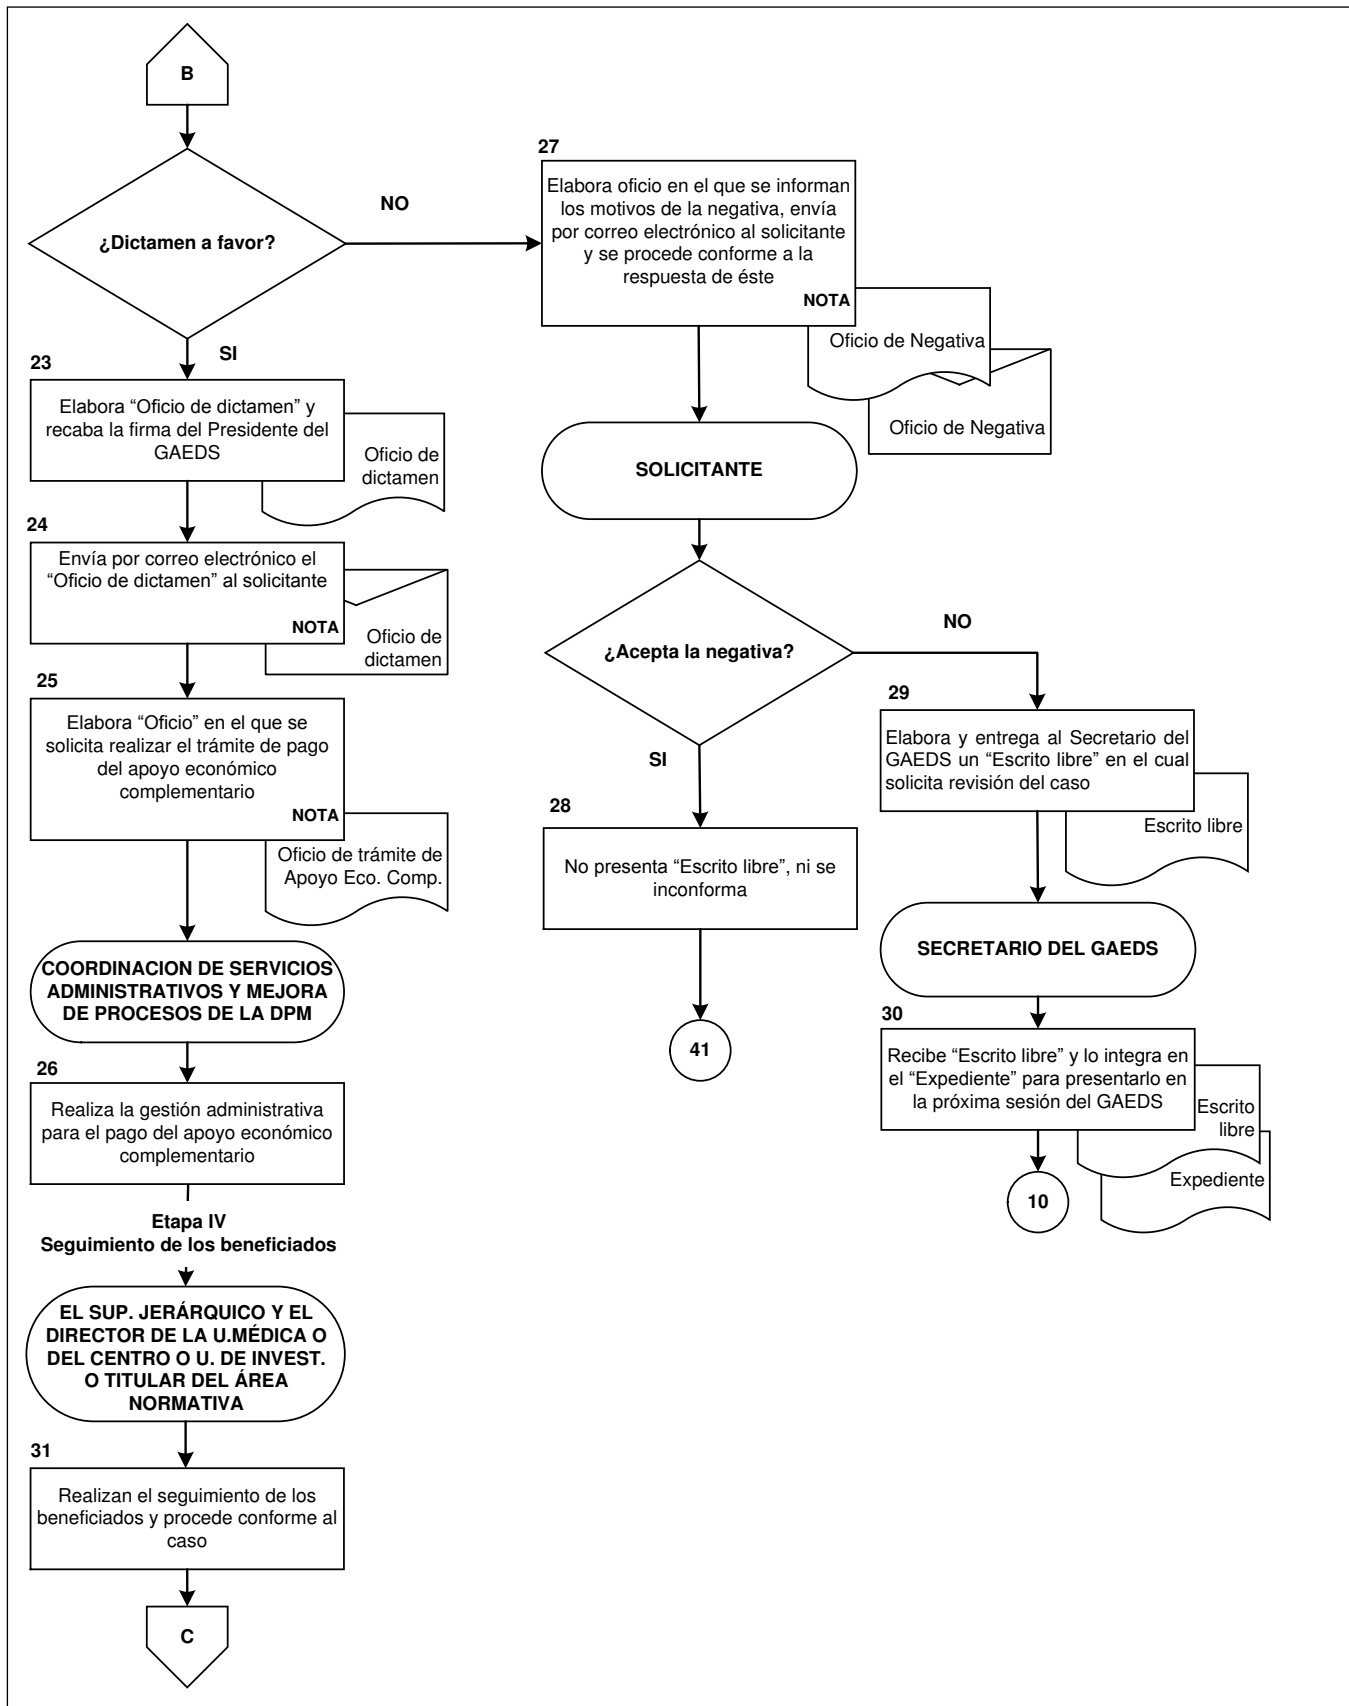 B
¿Dictamen a favor?
NO
SI
23
Elabora “Oficio de dictamen” y
recaba la firma del Presidente del
GAEDS
Oficio de
dictamen
24
Envía por correo electrónico el
“Oficio de dictamen” al solicitante
NOTA
Oficio de
dictamen
25
Elabora “Oficio” en el que se
solicita realizar el trámite de pago
del apoyo económico
complementario
NOTA
Oficio de trámite de
Apoyo Eco. Comp.
COORDINACION DE SERVICIOS
ADMINISTRATIVOS Y MEJORA
DE PROCESOS DE LA DPM
26
Realiza la gestión administrativa
para el pago del apoyo económico
complementario
Etapa IV
Seguimiento de los beneficiados
EL SUP. JERÁRQUICO Y EL
DIRECTOR DE LA U.MÉDICA O
DEL CENTRO O U. DE INVEST.
O TITULAR DEL ÁREA
NORMATIVA
31
Realizan el seguimiento de los
beneficiados y procede conforme al
caso
C
27
Elabora oficio en el que se informan
los motivos de la negativa, envía
por correo electrónico al solicitante
y se procede conforme a la
respuesta de éste
NOTA
Oficio de Negativa
Oficio de Negativa
SOLICITANTE
¿Acepta la negativa?
NO
SI
28
No presenta “Escrito libre”, ni se
inconforma
41
29
Elabora y entrega al Secretario del
GAEDS un “Escrito libre” en el cual
solicita revisión del caso
Escrito libre
SECRETARIO DEL GAEDS
30
Recibe “Escrito libre” y lo integra en
el “Expediente” para presentarlo en
la próxima sesión del GAEDS
Escrito
libre
Expediente
10